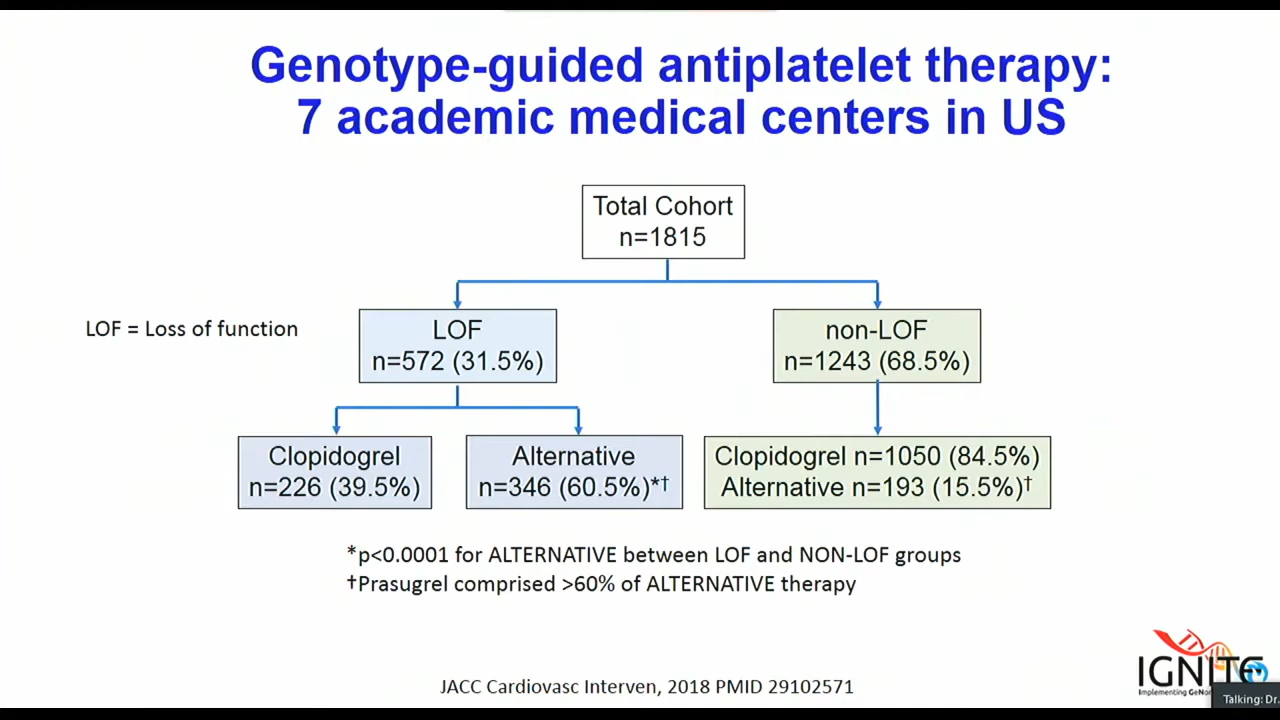 Genotype-guided antiplatelet therapy:
7 academic medical centers in US
Total Cohort
n=1815
LOF = Loss of function
LOF
n=572 (31.5%)
non-LOF
n=1243 (68.5%)
Clopidogrel
n=226 (39.5%)
Alternative
n=346 (60.5%)*†
Clopidogrel n=1050 (84.5%)
Alternative n=193 (15.5%)†
*p<0.0001 for ALTERNATIVE between LOF and NON-LOF groups
†Prasugrel comprised >60% of ALTERNATIVE therapy
IGNITE
Implementing
JACC Cardiovasc Interven, 2018 PMID 29102571
Talking: Dr.